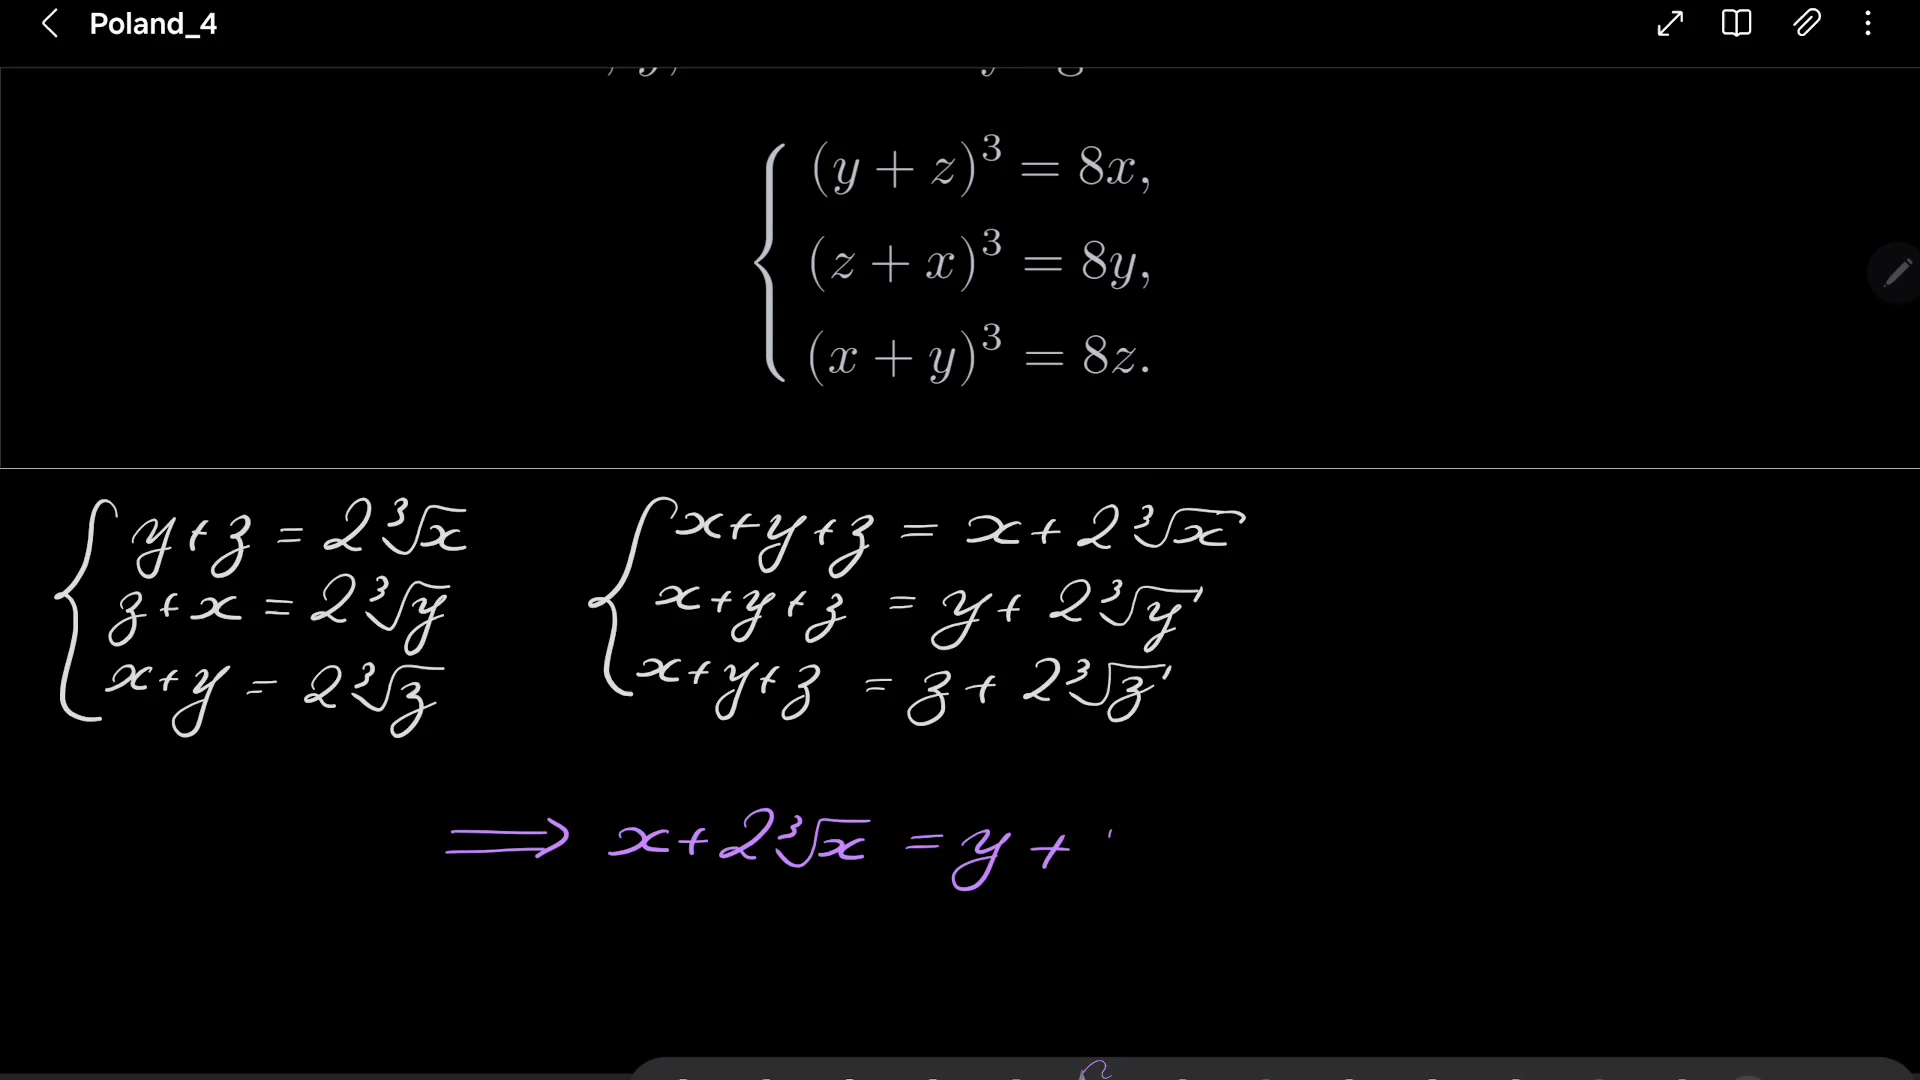 Poland_4
(y + z)³ = 8x,
(z + x)³ = 8y,
(x + y)³ = 8z.
y + z = 2∛x
z + x = 2∛y
x + y = 2∛z
x + y + z = x + 2∛x
x + y + z = y + 2∛y
x + y + z = z + 2∛z
⟹ x + 2∛x = y +